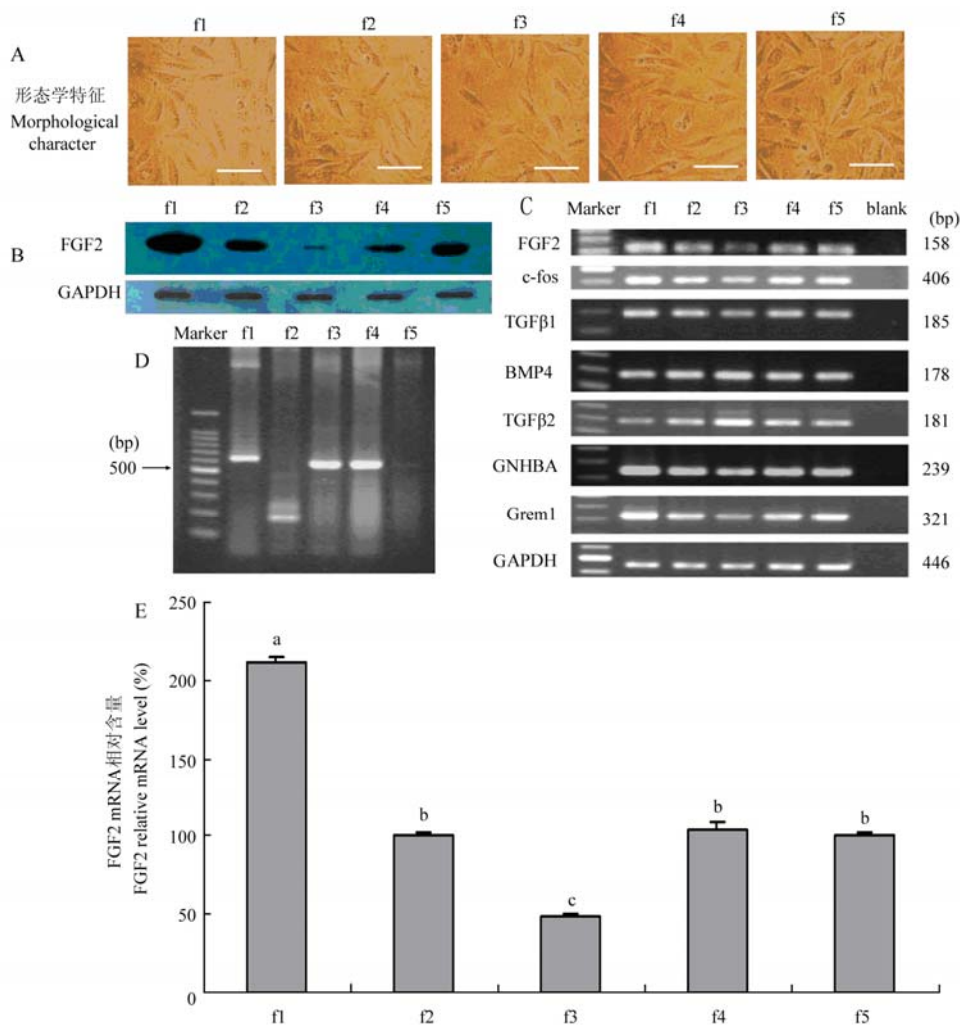 f1 f2 f3 f4 f5
A
形态学特征
Morphological
character
f1 f2 f3 f4 f5
B
FGF2
GAPDH
C
Marker f1 f2 f3 f4 f5 blank (bp)
FGF2 158
c-fos 406
TGFβ1 185
BMP4 178
TGFβ2 181
GNHBA 239
Grem1 321
GAPDH 446
Marker f1 f2 f3 f4 f5
D
(bp)
500
E
FGF2 mRNA相对含量
FGF2 relative mRNA level (%)
250
200
150
100
50
0
a
b
c
b
b
f1 f2 f3 f4 f5